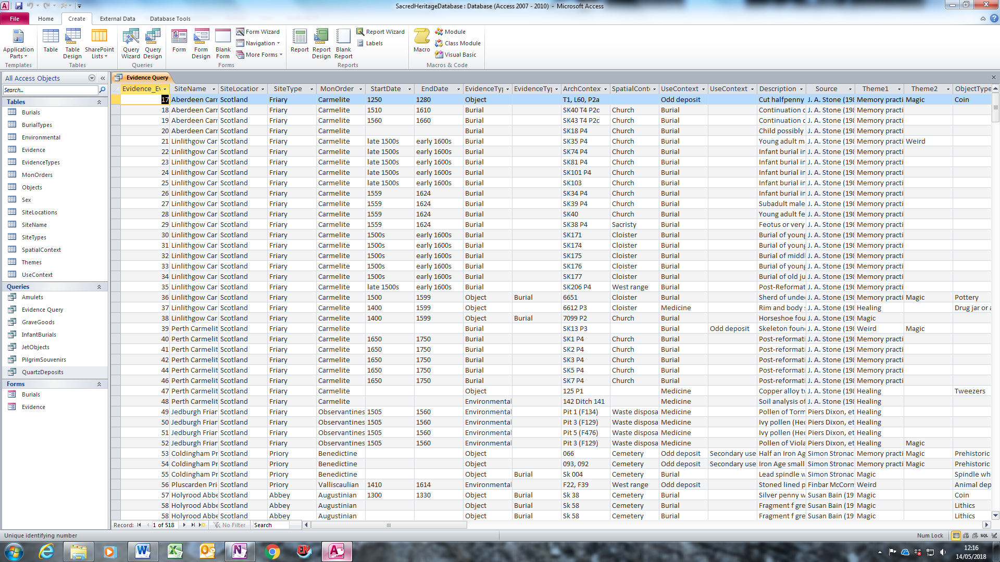 SacredHeritageDatabase : Database (Access 2007 - 2010) - Microsoft Access
File Home Create External Data Database Tools
Application Parts Table Table Design SharePoint Lists Query Wizard Query Design Form Form Design Blank Form Form Wizard Navigation More Forms Report Report Design Blank Report Report Wizard Labels Macro Module Class Module Visual Basic
Templates Tables Queries Forms Reports Macros & Code
All Access Objects
Search...
Tables
Burials
BurialTypes
Environmental
Evidence
EvidenceTypes
MonOrders
Objects
Sex
SiteLocations
SiteName
SiteTypes
SpatialContext
Themes
UseContext
Queries
Amulets
Evidence Query
GraveGoods
InfantBurials
JetObjects
PilgrimSouvenirs
QuartzDeposits
Forms
Burials
Evidence
Evidence Query
Evidence_Ev SiteName SiteLocation SiteType MonOrder StartDate EndDate EvidenceTyp EvidenceTyp ArchContex SpatialCont UseContext UseContext Description Source Theme1 Theme2 ObjectType
17 Aberdeen Carr Scotland Friary Carmelite 1250 1280 Object T1, L60, P2a Odd deposit Cut halfpenny J. A. Stone (198 Memory practi Magic Coin
18 Aberdeen Carr Scotland Friary Carmelite 1510 1610 Burial SK40 T4 P2c Church Burial Continuation o J. A. Stone (198 Memory practi
19 Aberdeen Carr Scotland Friary Carmelite 1560 1660 Burial SK43 T4 P2c Church Burial Continuation o J. A. Stone (198 Memory practi
20 Aberdeen Carr Scotland Friary Carmelite Burial SK18 P4 Church Burial Child possibly J. A. Stone (198 Memory practi
21 Linlithgow Car Scotland Friary Carmelite late 1500s early 1600s Burial SK35 P4 Church Burial Young adult m J. A. Stone (198 Memory practi Weird
22 Linlithgow Car Scotland Friary Carmelite late 1500s early 1600s Burial SK74 P4 Church Burial Infant burial in J. A. Stone (198 Memory practi
23 Linlithgow Car Scotland Friary Carmelite late 1500s early 1600s Burial SK81 P4 Church Burial Infant burial in J. A. Stone (198 Memory practi
24 Linlithgow Car Scotland Friary Carmelite late 1500s early 1600s Burial SK101 P4 Church Burial Infant burial in J. A. Stone (198 Memory practi
25 Linlithgow Car Scotland Friary Carmelite late 1500s early 1600s Burial SK103 Church Burial Infant burial in J. A. Stone (198 Memory practi
26 Linlithgow Car Scotland Friary Carmelite 1559 1624 Burial SK34 P4 Church Burial Infant burial in J. A. Stone (198 Memory practi
27 Linlithgow Car Scotland Friary Carmelite 1559 1624 Burial SK39 P4 Church Burial Subadult male J. A. Stone (198 Memory practi
28 Linlithgow Car Scotland Friary Carmelite 1559 1624 Burial SK40 Church Burial Young adult fe J. A. Stone (198 Memory practi
29 Linlithgow Car Scotland Friary Carmelite 1559 1624 Burial SK38 P4 Sacristy Burial Feotus or very J. A. Stone (198 Memory practi
30 Linlithgow Car Scotland Friary Carmelite 1500s early 1600s Burial SK171 Cloister Burial Burial of young J. A. Stone (198 Memory practi
31 Linlithgow Car Scotland Friary Carmelite 1500s early 1600s Burial SK174 Cloister Burial Burial of young J. A. Stone (198 Memory practi
32 Linlithgow Car Scotland Friary Carmelite 1500s early 1600s Burial SK175 Cloister Burial Burial of middl J. A. Stone (198 Memory practi
33 Linlithgow Car Scotland Friary Carmelite 1500s early 1600s Burial SK176 Cloister Burial Burial of young J. A. Stone (198 Memory practi
34 Linlithgow Car Scotland Friary Carmelite 1500s early 1600s Burial SK177 Cloister Burial Burial of old ju J. A. Stone (198 Memory practi
35 Linlithgow Car Scotland Friary Carmelite late 1500s early 1600s Burial SK206 P4 West range Burial Post-Reformat J. A. Stone (198 Memory practi
36 Linlithgow Car Scotland Friary Carmelite 1500 1599 Object Burial 6651 Cloister Burial Sherd of unde J. A. Stone (198 Memory practi Magic Pottery
37 Linlithgow Car Scotland Friary Carmelite 1400 1599 Object 6612 P3 Cloister Medicine Rim and body s J. A. Stone (198 Healing Drug jar or a
38 Linlithgow Car Scotland Friary Carmelite 1400 1599 Object Burial 7099 P2 Church Burial Horseshoe fou J. A. Stone (198 Magic
39 Perth Carmelit Scotland Friary Carmelite Burial SK13 P3 Burial Odd deposit Skeleton foun J. A. Stone (198 Weird Magic
40 Perth Carmelit Scotland Friary Carmelite 1650 1750 Burial SK1 P4 Church Burial Post-reformati J. A. Stone (198 Memory practi
41 Perth Carmelit Scotland Friary Carmelite 1650 1750 Burial SK2 P4 Church Burial Post-reformati J. A. Stone (198 Memory practi
42 Perth Carmelit Scotland Friary Carmelite 1650 1750 Burial SK3 P4 Church Burial Post-reformati J. A. Stone (198 Memory practi
44 Perth Carmelit Scotland Friary Carmelite 1650 1750 Burial SK5 P4 Church Burial Post-reformati J. A. Stone (198 Memory practi
46 Perth Carmelit Scotland Friary Carmelite 1650 1750 Burial SK7 P4 Church Burial Post-reformati J. A. Stone (198 Memory practi
47 Perth Carmelit Scotland Friary Carmelite Object 125 P1 Medicine Copper alloy tw J. A. Stone (198 Healing Tweezers
48 Perth Carmelit Scotland Friary Carmelite Environmental 142 Ditch 141 Medicine Soil analysis of J. A. Stone (198 Healing
49 Jedburgh Friar Scotland Friary Observantines 1505 1560 Environmental Pit 1 (F134) Waste disposa Medicine Pollen of Torm Piers Dixon, et Healing
50 Jedburgh Friar Scotland Friary Observantines 1505 1560 Environmental Pit 3 (F129) Waste disposa Medicine Ivy pollen (Hed Piers Dixon, et Healing
51 Jedburgh Friar Scotland Friary Observantines 1505 1560 Environmental Pit 5 (F476) Waste disposa Medicine Ivy pollen (Hed Piers Dixon, et Healing
52 Jedburgh Friar Scotland Friary Observantines 1505 1560 Environmental Pit 3 (F129) Waste disposa Medicine Pollen of Viola Piers Dixon, et Healing Magic
53 Coldingham Pr Scotland Priory Benedictine Object 066 Cemetery Odd deposit Secondary use Half an Iron Ag Simon Stronac Memory practi Magic Prehistoric
54 Coldingham Pr Scotland Priory Benedictine Object 093, 092 Cemetery Odd deposit Secondary use Iron Age small Simon Stronac Memory practi Magic Prehistoric
55 Coldingham Pr Scotland Priory Benedictine Object Burial Sk 004 Cemetery Burial Lead spindle w Simon Stronac Magic Spindle wh
56 Pluscarden Pri Scotland Priory Valliscaulian 1410 1614 Environmental F22, F39 West range Odd deposit Stoned lined p Finbar McCorm Weird Animal dep
57 Holyrood Abbe Scotland Abbey Augustinian 1300 1330 Object Burial Sk 38 Cemetery Burial Silver penny w Susan Bain (19 Magic Coin
58 Holyrood Abbe Scotland Abbey Augustinian Object Burial Sk 58 Cemetery Burial Fragment f gre Susan Bain (19 Magic Lithics
58 Holyrood Abbe Scotland Abbey Augustinian Object Burial Sk 58 Cemetery Burial Fragment f gre Susan Bain (19 Magic Lithics
Record: 1 of 518 No Filter Search
Unique identifying number Num Lock SQL
12:16
14/05/2018